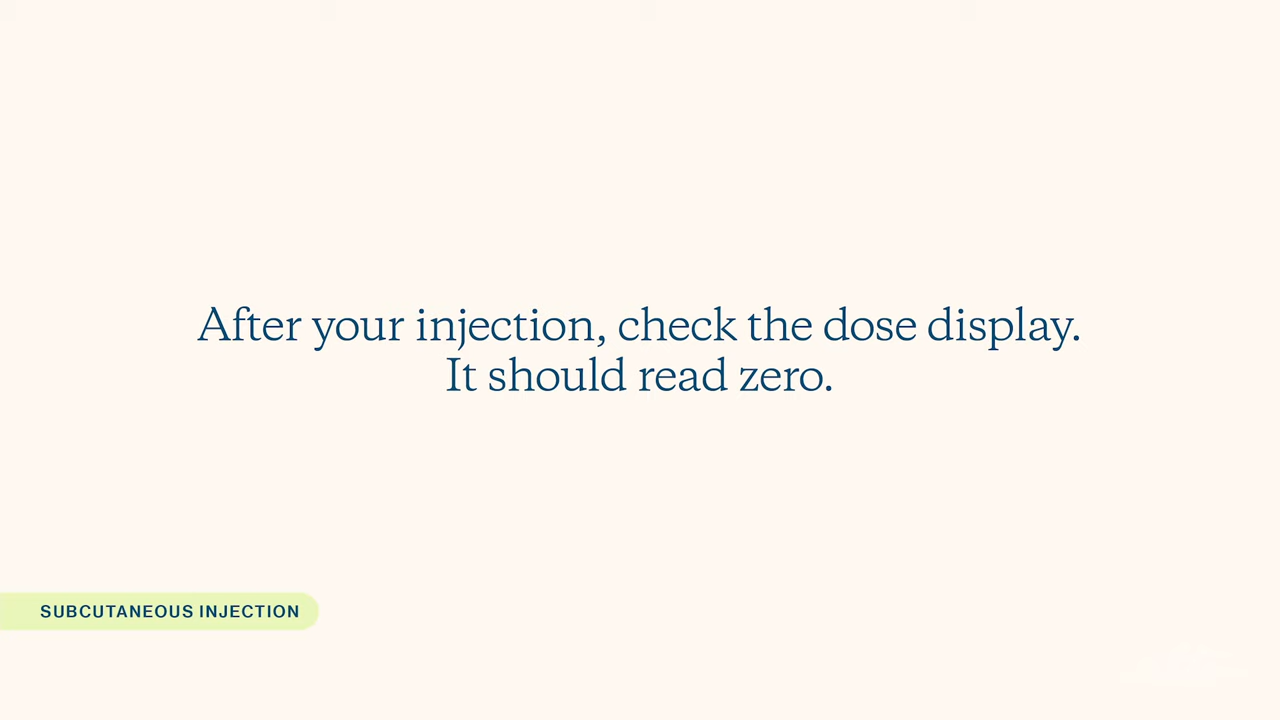 After your injection, check the dose display.
It should read zero.
SUBCUTANEOUS INJECTION